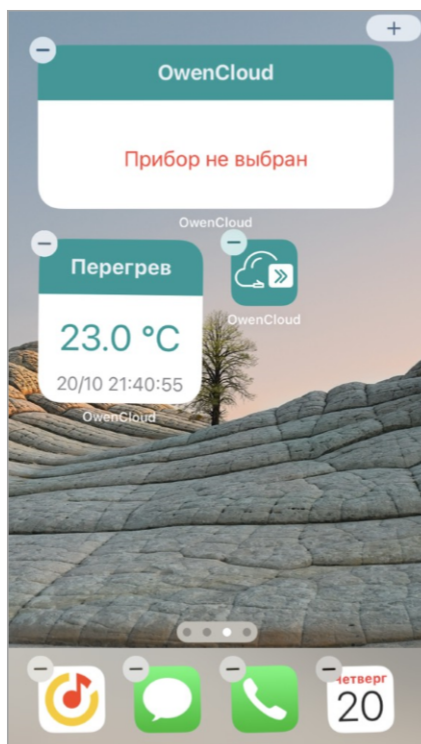 OwenCloud
Прибор не выбран
OwenCloud
Перегрев
23.0 °C
20/10 21:40:55
OwenCloud
OwenCloud
четверг
20